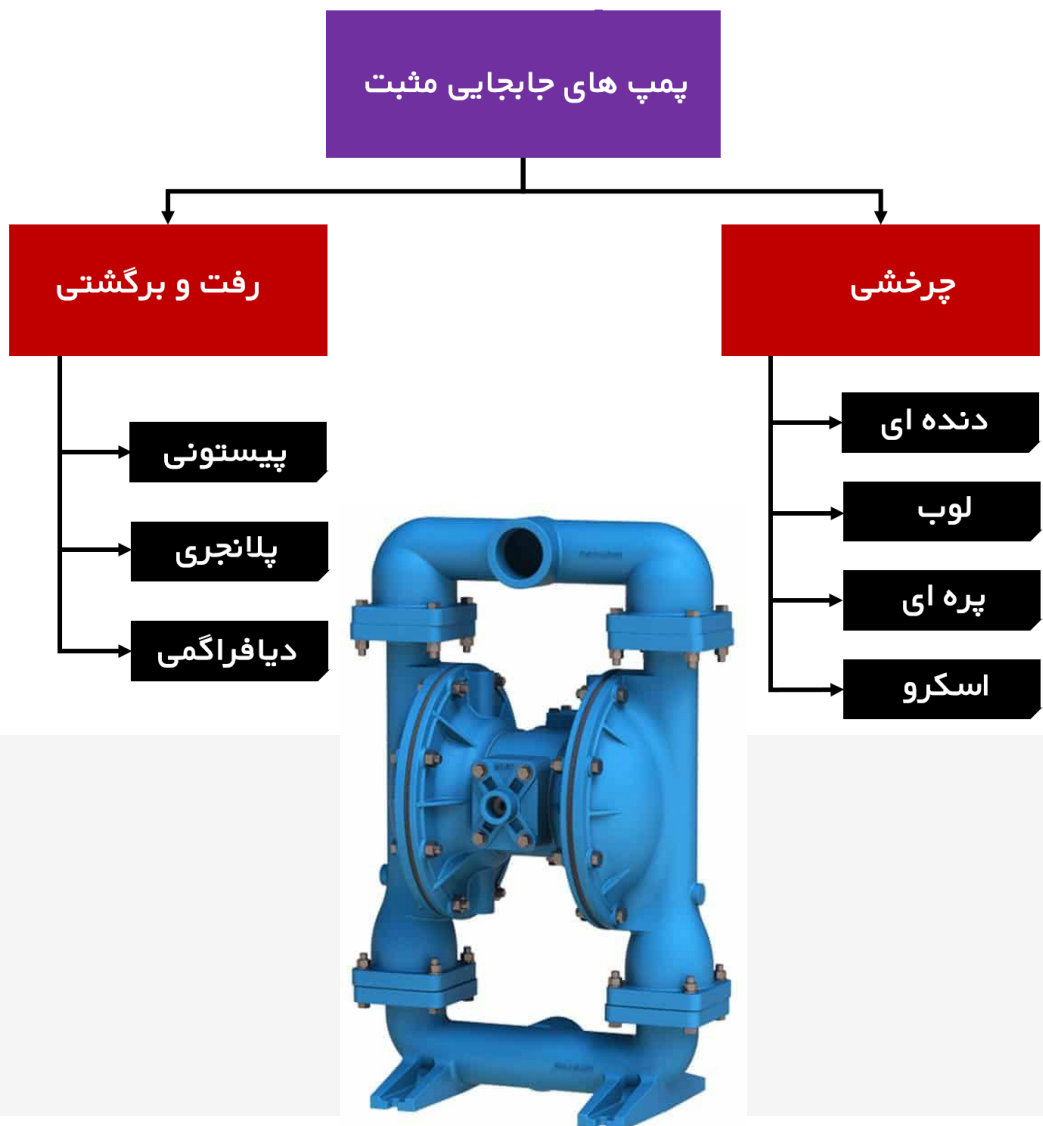 پمپ های جابجایی مثبت
چرخشی
دنده ای
لوب
پره ای
اسکرو
رفت و برگشتی
پیستونی
پلانجری
دیافراگمی